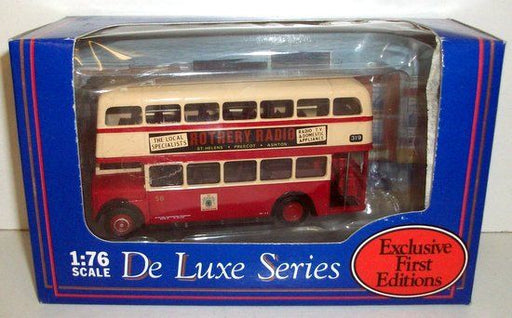 THE LOCAL
SPECIALISTS
ROTHERY RADIO
ST. HELENS • PRESCOT • ASHTON
RADIO T.V.
& DOMESTIC
APPLIANCES
319
58
1:76
SCALE
De Luxe Series
Exclusive
First
Editions